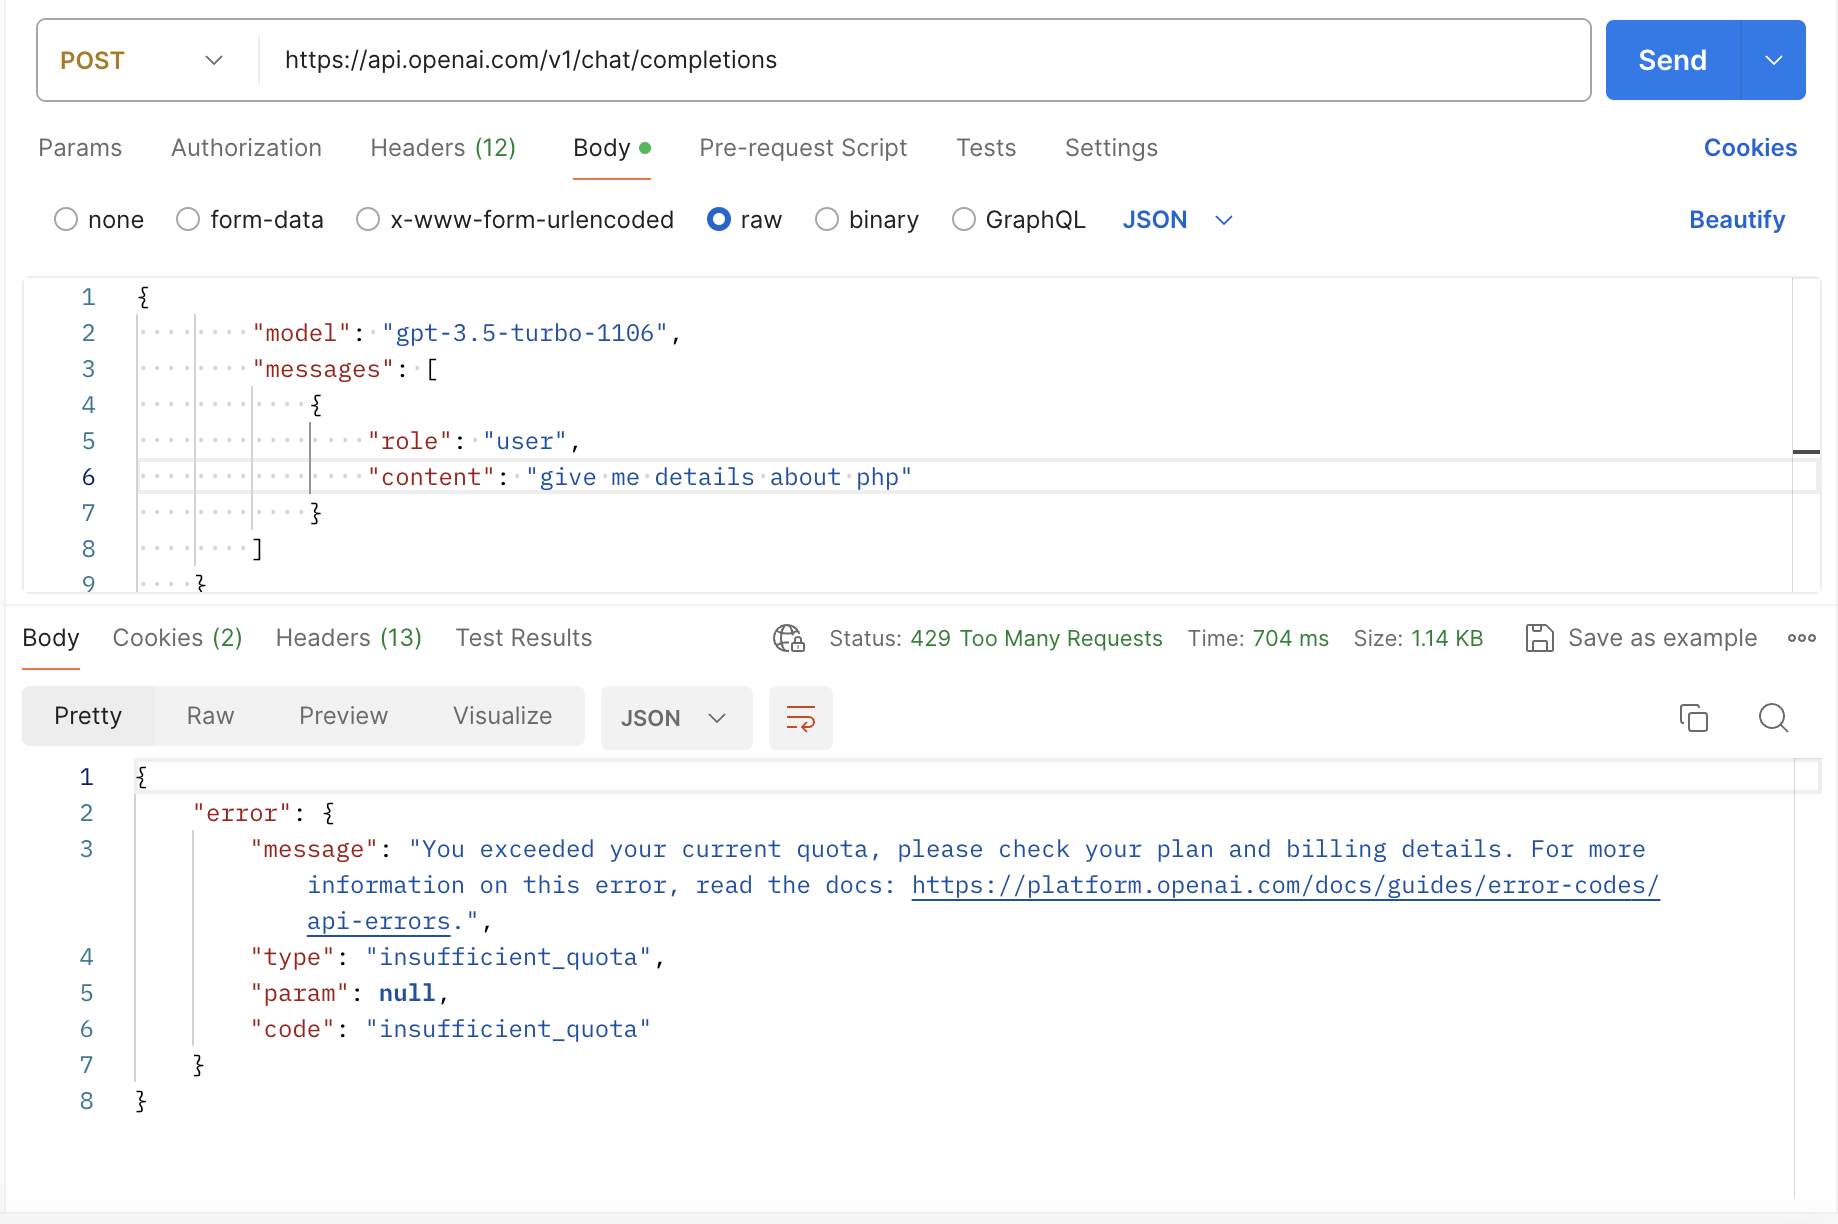 POST https://api.openai.com/v1/chat/completions Send
Params Authorization Headers (12) Body Pre-request Script Tests Settings Cookies
none form-data x-www-form-urlencoded raw binary GraphQL JSON Beautify
1 {
2 "model": "gpt-3.5-turbo-1106",
3 "messages": [
4 {
5 "role": "user",
6 "content": "give me details about php"
7 }
8 ]
9 }
Body Cookies (2) Headers (13) Test Results Status: 429 Too Many Requests Time: 704 ms Size: 1.14 KB Save as example
Pretty Raw Preview Visualize JSON
1 {
2 "error": {
3 "message": "You exceeded your current quota, please check your plan and billing details. For more
information on this error, read the docs: https://platform.openai.com/docs/guides/error-codes/
api-errors.",
4 "type": "insufficient_quota",
5 "param": null,
6 "code": "insufficient_quota"
7 }
8 }